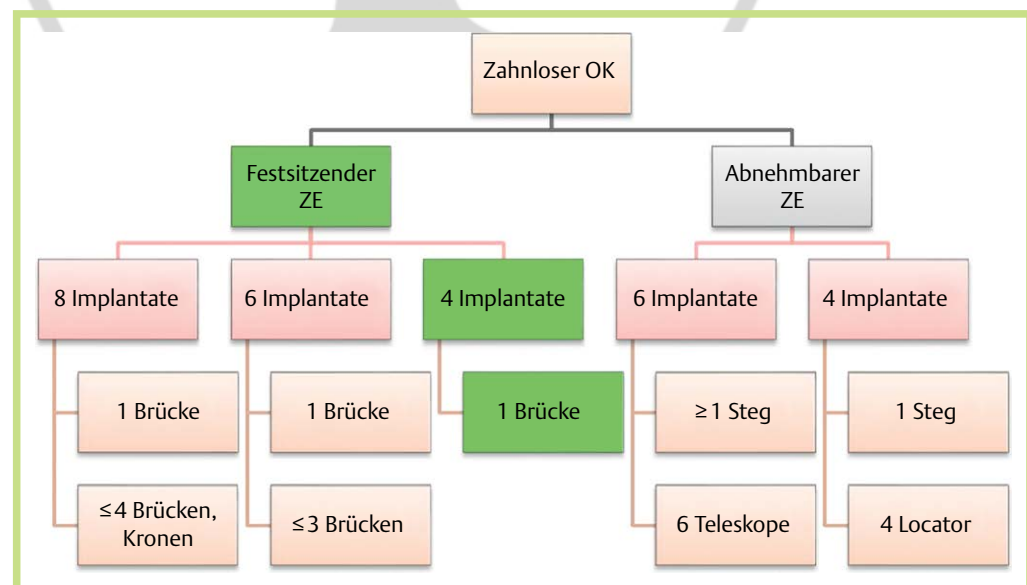 Zahnloser OK
Festsitzender
ZE
Abnehmbarer
ZE
8 Implantate
6 Implantate
4 Implantate
6 Implantate
4 Implantate
1 Brücke
1 Brücke
1 Brücke
≥1 Steg
1 Steg
≤4 Brücken,
Kronen
≤3 Brücken
6 Teleskope
4 Locator